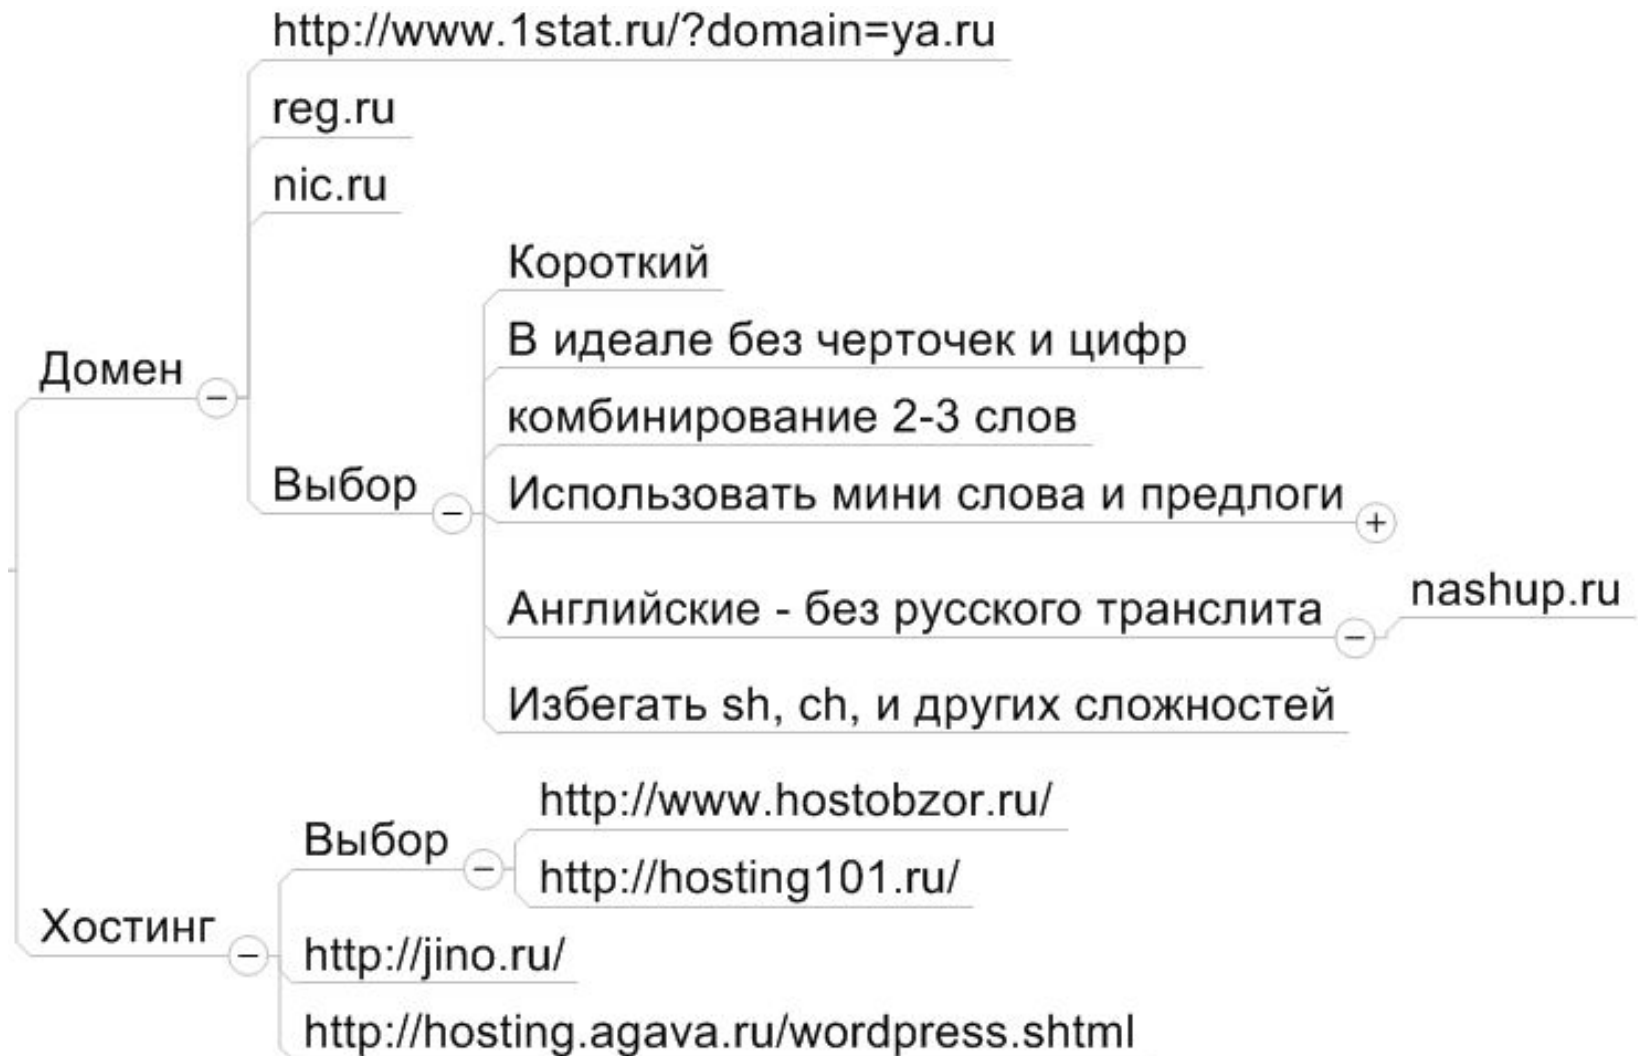 http://www.1stat.ru/?domain=ya.ru
reg.ru
nic.ru
Домен
Выбор
Короткий
В идеале без черточек и цифр
комбинирование 2-3 слов
Использовать мини слова и предлоги
Английские - без русского транслита
nashup.ru
Избегать sh, ch, и других сложностей
Хостинг
Выбор
http://www.hostobzor.ru/
http://hosting101.ru/
http://jino.ru/
http://hosting.agava.ru/wordpress.shtml